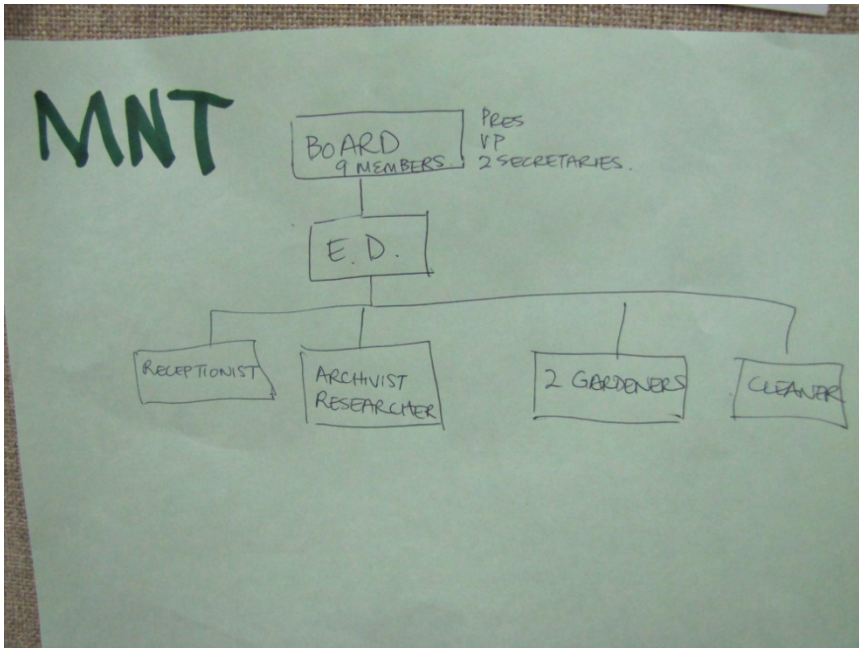 MNT
BOARD
9 MEMBERS.
PRES
VP
2 SECRETARIES.
E.D.
RECEPTIONIST
ARCHIVIST
RESEARCHER
2 GARDENERS
CLEANER